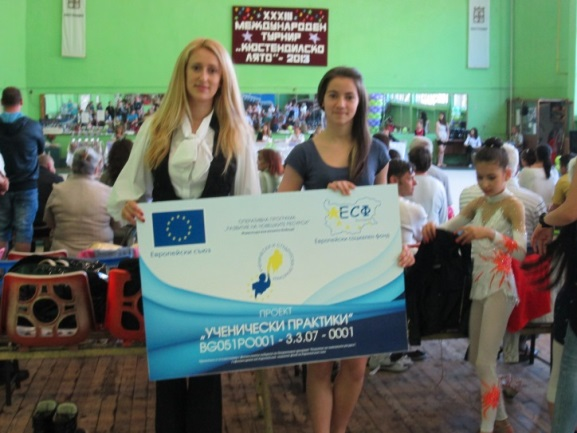 XXXIII
МЕЖДУНАРОДЕН
ТУРНИР
"КЮСТЕНДИЛСКО
ЛЯТО" - 2013
ОПЕРАТИВНА ПРОГРАМА
"РАЗВИТИЕ НА ЧОВЕШКИТЕ РЕСУРСИ"
Европейски съюз
ЕСФ
Европейски социален фонд
ПРОЕКТ
„УЧЕНИЧЕСКИ ПРАКТИКИ"
BG051PO001 - 3.3.07 - 0001